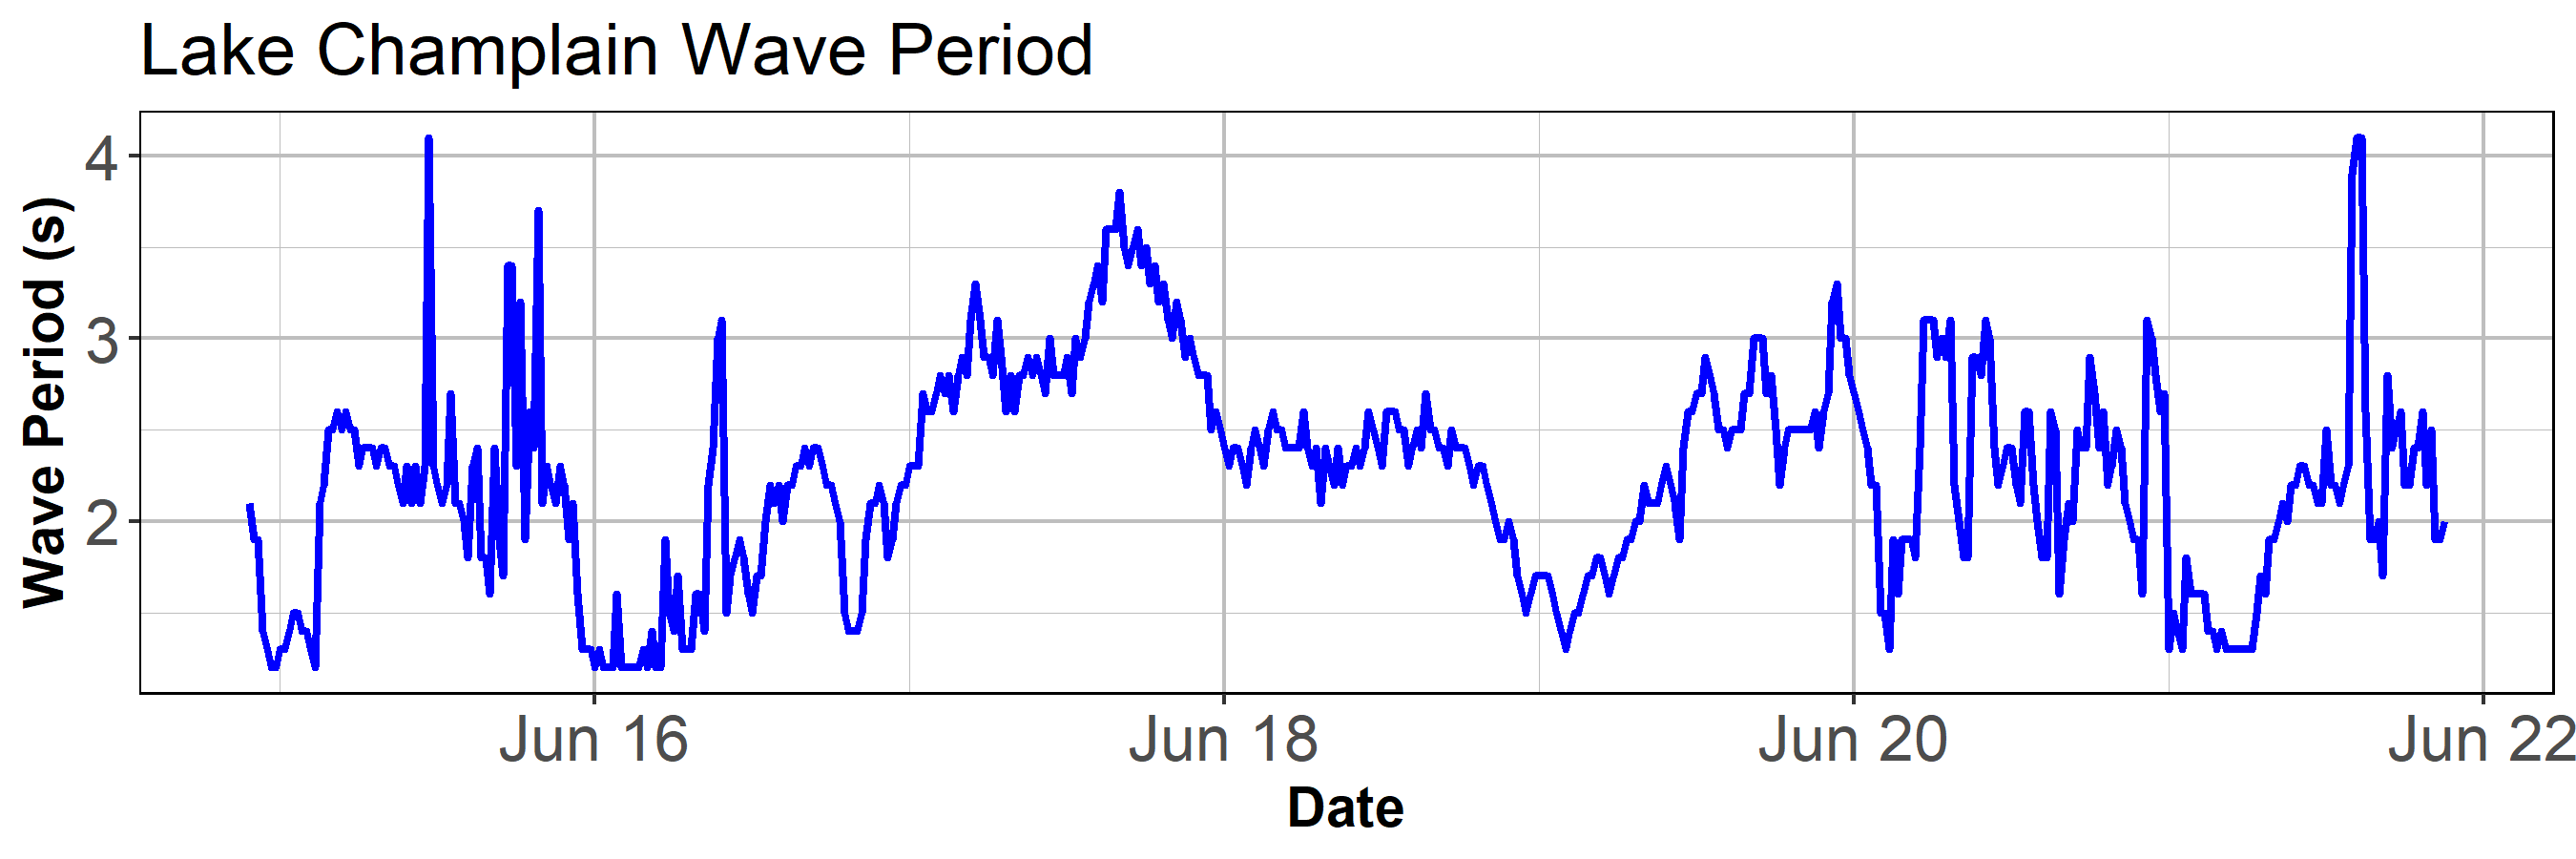 Lake Champlain Wave Period
Wave Period (s)
4
3
2
Jun 16 Jun 18 Jun 20 Jun 22
Date